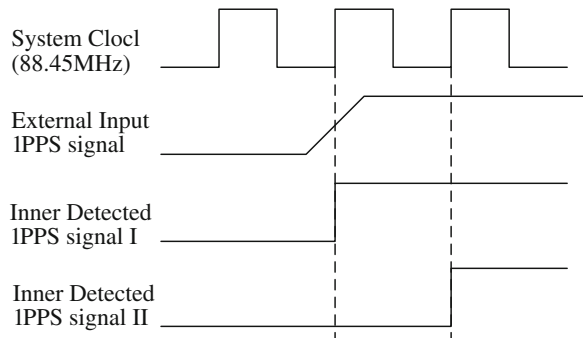 System Clocl
(88.45MHz)
External Input
1PPS signal
Inner Detected
1PPS signal I
Inner Detected
1PPS signal II